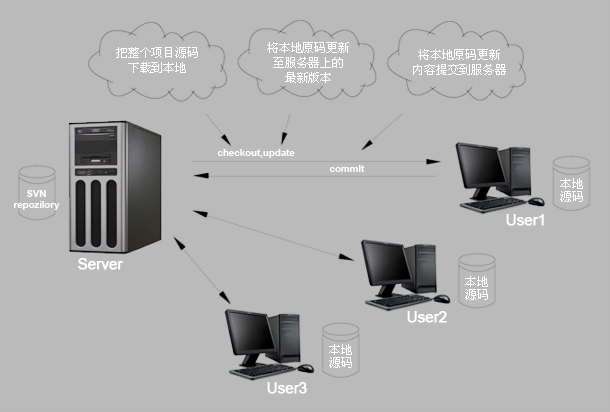 把整个项目源码
下载到本地
将本地原码更新
至服务器上的
最新版本
将本地原码更新
内容提交到服务器
checkout,update
commIt
SVN
repozilory
Server
本地
源码
User1
本地
源码
User2
本地
源码
User3